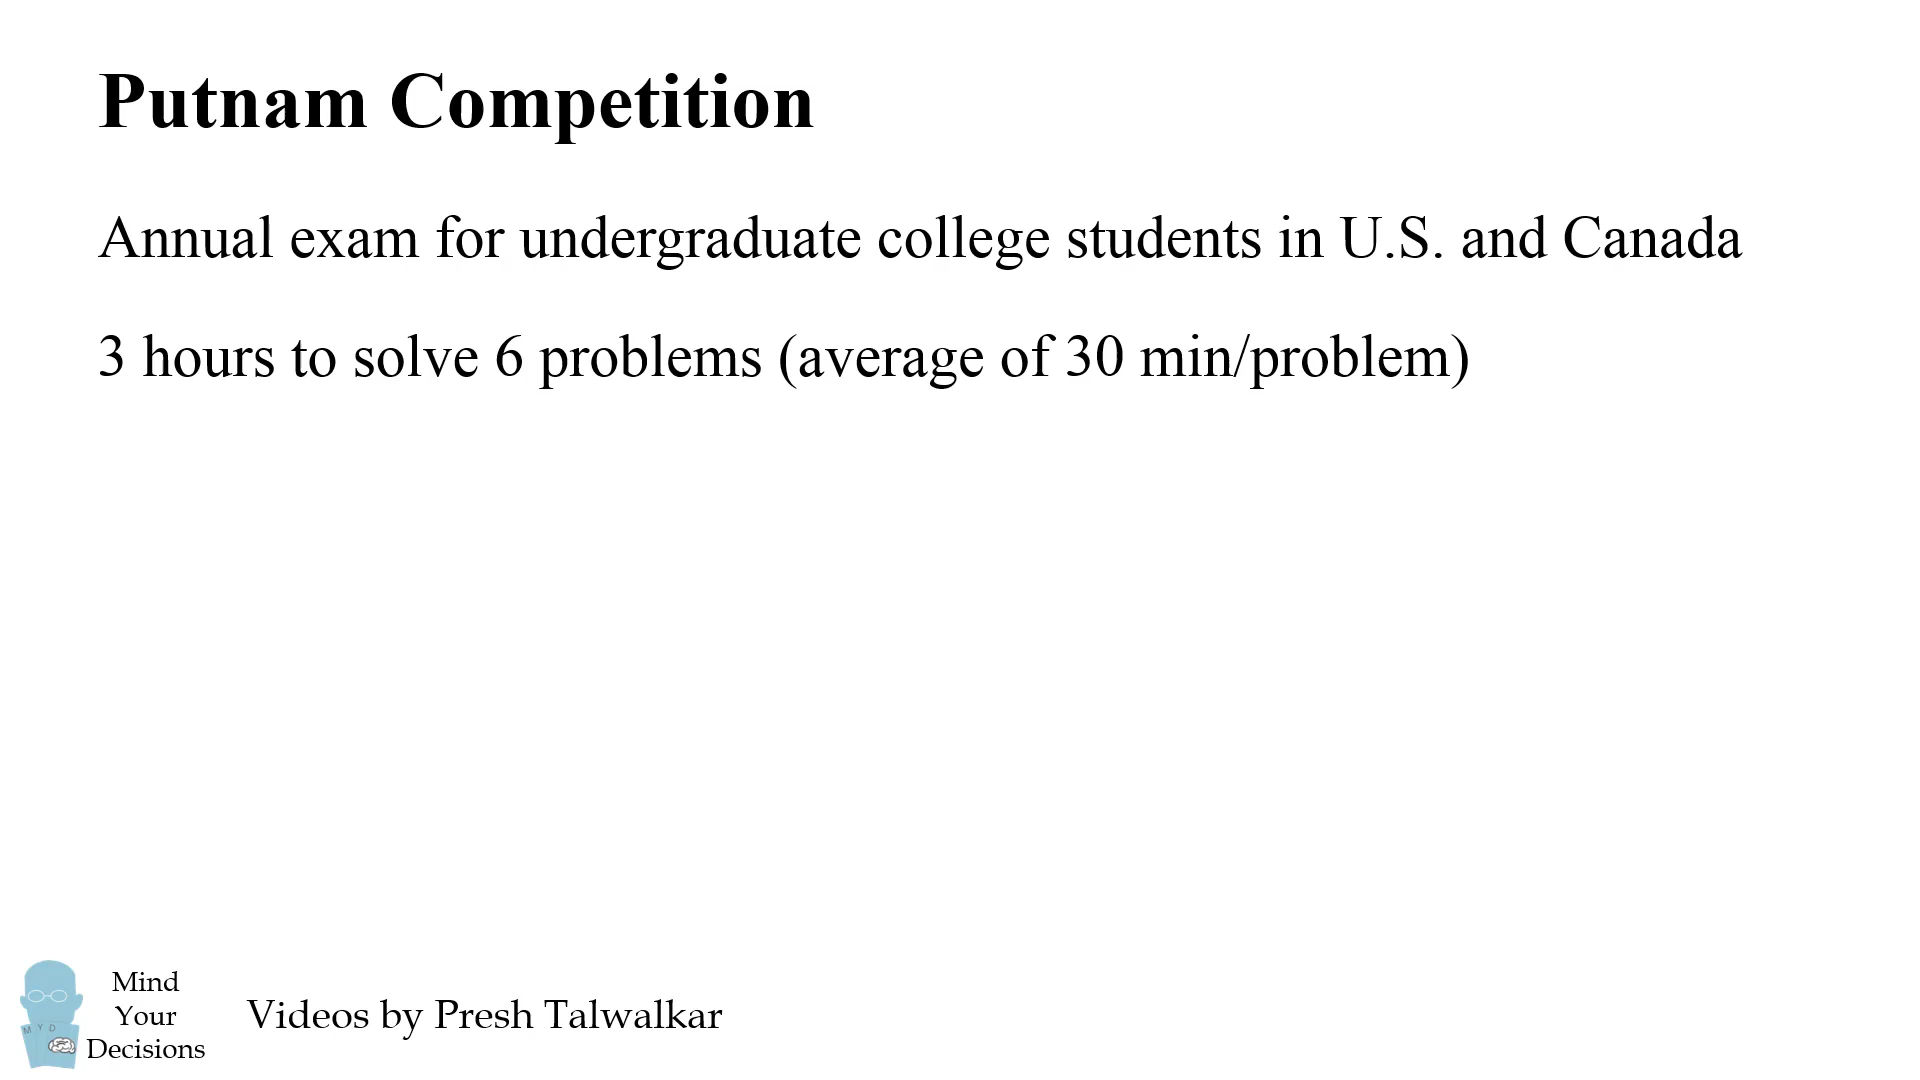 Putnam Competition
Annual exam for undergraduate college students in U.S. and Canada
3 hours to solve 6 problems (average of 30 min/problem)
M Y D
Mind
Your
Decisions
Videos by Presh Talwalkar